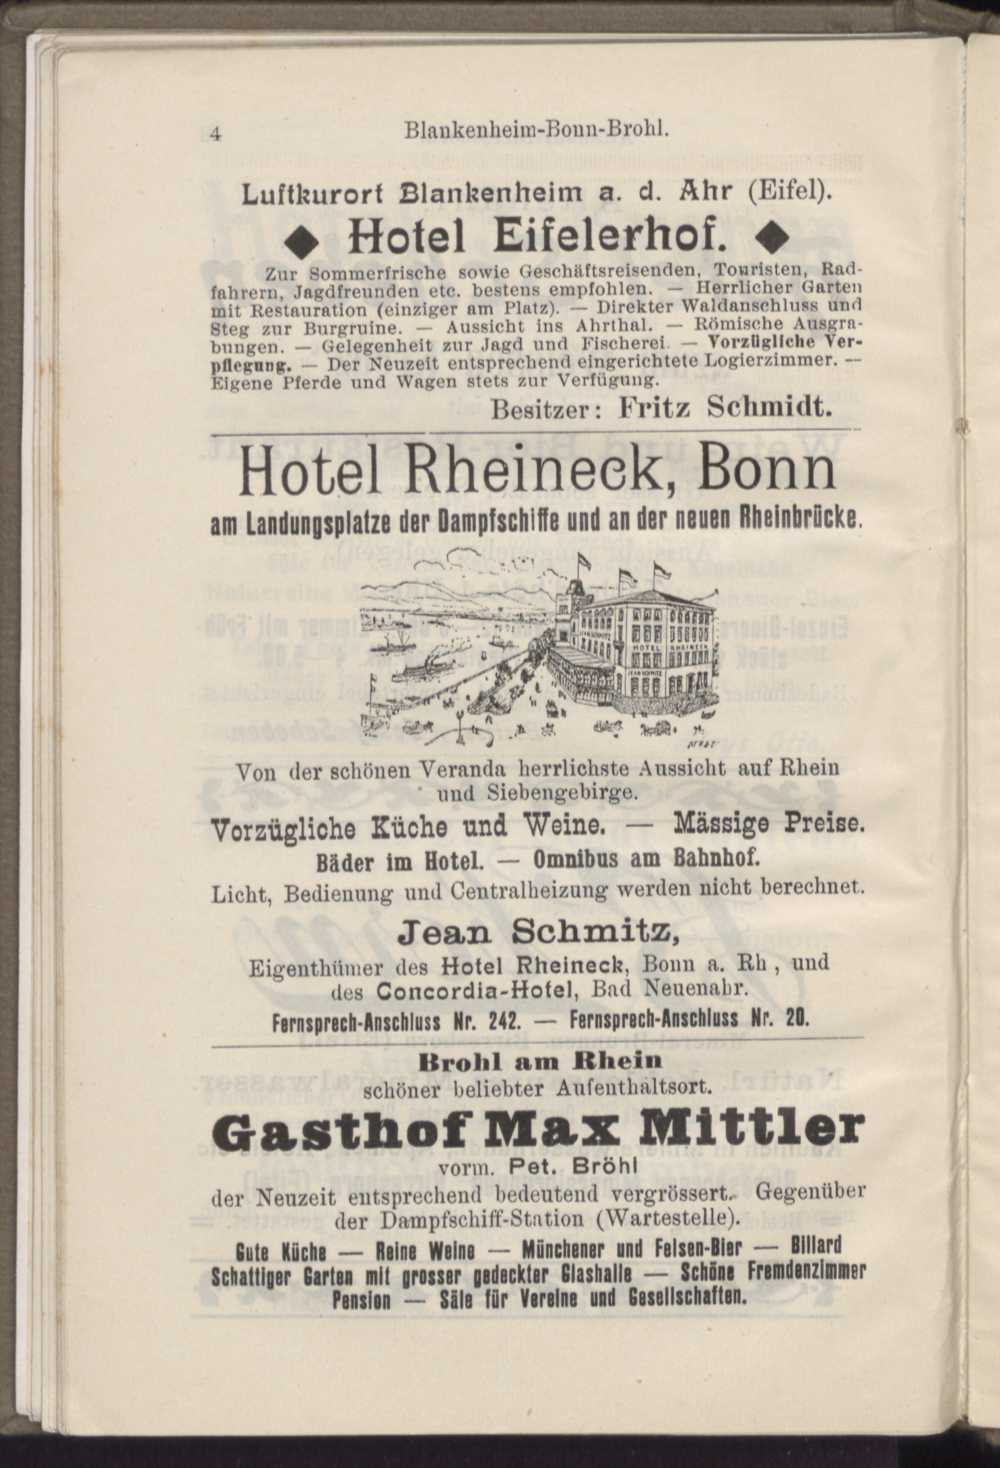 4
Blankenheim-Bonn-Brohl.
Luftkurort Blankenheim a. d. Ahr (Eifel).
◆ Hotel Eifelerhof. ◆
Zur Sommerfrische sowie Geschäftsreisenden, Touristen, Rad-
fahrern, Jagdfreunden etc. bestens empfohlen. — Herrlicher Garten
mit Restauration (einziger am Platz). — Direkter Waldanschluss und
Steg zur Burgruine. — Aussicht ins Ahrthal. — Römische Ausgra-
bungen. — Gelegenheit zur Jagd und Fischerei. — Vorzügliche Ver-
pflegung. — Der Neuzeit entsprechend eingerichtete Logierzimmer. —
Eigene Pferde und Wagen stets zur Verfügung.
Besitzer: Fritz Schmidt.
Hotel Rheineck, Bonn
am Landungsplatze der Dampfschiffe und an der neuen Rheinbrücke.
JEAN SCHMITZ
HOTEL RHEINECK
JEAN SCHMITZ
Von der schönen Veranda herrlichste Aussicht auf Rhein
und Siebengebirge.
Vorzügliche Küche und Weine. — Mässige Preise.
Bäder im Hotel. — Omnibus am Bahnhof.
Licht, Bedienung und Centralheizung werden nicht berechnet.
Jean Schmitz,
Eigenthümer des Hotel Rheineck, Bonn a. Rh, und
des Concordia-Hotel, Bad Neuenahr.
Fernsprech-Anschluss Nr. 242. — Fernsprech-Anschluss Nr. 20.
Brohl am Rhein
schöner beliebter Aufenthaltsort.
Gasthof Max Mittler
vorm. Pet. Bröhl
der Neuzeit entsprechend bedeutend vergrössert. Gegenüber
der Dampfschiff-Station (Wartestelle).
Gute Küche — Reine Weine — Münchener und Felsen-Bier — Billard
Schattiger Garten mit grosser gedeckter Glashalle — Schöne Fremdenzimmer
Pension — Säle für Vereine und Gesellschaften.